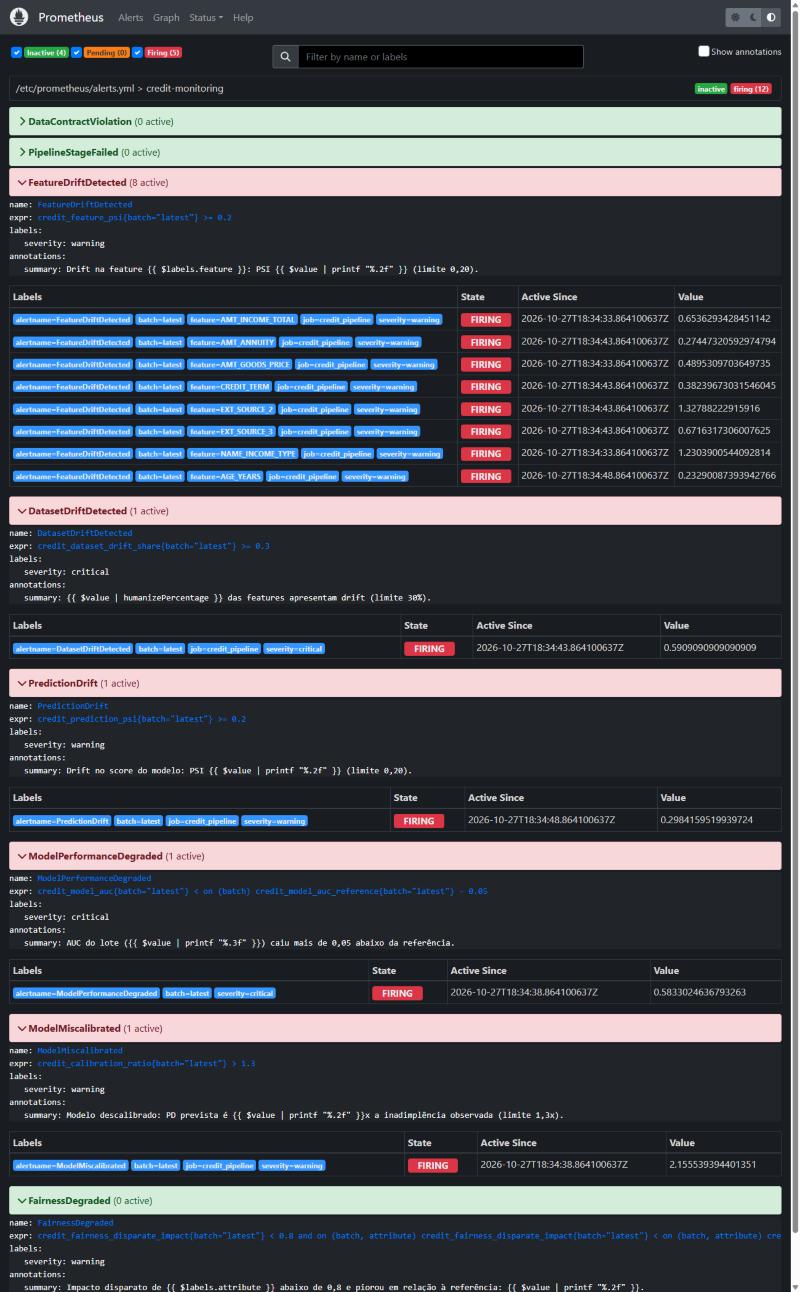 Prometheus Alerts Graph Status Help
Inactive (4) Pending (0) Firing (5) Filter by name or labels Show annotations
/etc/prometheus/alerts.yml > credit-monitoring inactive firing (12)
DataContractViolation (0 active)
PipelineStageFailed (0 active)
FeatureDriftDetected (8 active)
name: FeatureDriftDetected
expr: credit_feature_psi{batch="latest"} >= 0.2
labels:
severity: warning
annotations:
summary: Drift na feature {{ $labels.feature }}: PSI {{ $value | printf "%.2f" }} (limite 0,20).
Labels State Active Since Value
alertname=FeatureDriftDetected batch=latest feature=AMT_INCOME_TOTAL job=credit_pipeline severity=warning FIRING 2026-10-27T18:34:33.864100637Z 0.6536293428451142
alertname=FeatureDriftDetected batch=latest feature=AMT_ANNUITY job=credit_pipeline severity=warning FIRING 2026-10-27T18:34:43.864100637Z 0.27447320592974794
alertname=FeatureDriftDetected batch=latest feature=AMT_GOODS_PRICE job=credit_pipeline severity=warning FIRING 2026-10-27T18:34:33.864100637Z 0.4895309703649735
alertname=FeatureDriftDetected batch=latest feature=CREDIT_TERM job=credit_pipeline severity=warning FIRING 2026-10-27T18:34:43.864100637Z 0.38239673031546045
alertname=FeatureDriftDetected batch=latest feature=EXT_SOURCE_2 job=credit_pipeline severity=warning FIRING 2026-10-27T18:34:48.864100637Z 1.32788222915916
alertname=FeatureDriftDetected batch=latest feature=EXT_SOURCE_3 job=credit_pipeline severity=warning FIRING 2026-10-27T18:34:43.864100637Z 0.6716317306007625
alertname=FeatureDriftDetected batch=latest feature=NAME_INCOME_TYPE job=credit_pipeline severity=warning FIRING 2026-10-27T18:34:33.864100637Z 1.2303900544092814
alertname=FeatureDriftDetected batch=latest feature=AGE_YEARS job=credit_pipeline severity=warning FIRING 2026-10-27T18:34:48.864100637Z 0.23290087393942766
DatasetDriftDetected (1 active)
name: DatasetDriftDetected
expr: credit_dataset_drift_share{batch="latest"} >= 0.3
labels:
severity: critical
annotations:
summary: {{ $value | humanizePercentage }} das features apresentam drift (limite 30%).
Labels State Active Since Value
alertname=DatasetDriftDetected batch=latest job=credit_pipeline severity=critical FIRING 2026-10-27T18:34:43.864100637Z 0.5909090909090909
PredictionDrift (1 active)
name: PredictionDrift
expr: credit_prediction_psi{batch="latest"} >= 0.2
labels:
severity: warning
annotations:
summary: Drift no score do modelo: PSI {{ $value | printf "%.2f" }} (limite 0,20).
Labels State Active Since Value
alertname=PredictionDrift batch=latest job=credit_pipeline severity=warning FIRING 2026-10-27T18:34:48.864100637Z 0.2984159519939724
ModelPerformanceDegraded (1 active)
name: ModelPerformanceDegraded
expr: credit_model_auc{batch="latest"} < on (batch) credit_model_auc_reference{batch="latest"} - 0.05
labels:
severity: critical
annotations:
summary: AUC do lote ({{ $value | printf "%.3f" }}) caiu mais de 0,05 abaixo da referência.
Labels State Active Since Value
alertname=ModelPerformanceDegraded batch=latest severity=critical FIRING 2026-10-27T18:34:38.864100637Z 0.5833024636793263
ModelMiscalibrated (1 active)
name: ModelMiscalibrated
expr: credit_calibration_ratio{batch="latest"} > 1.3
labels:
severity: warning
annotations:
summary: Modelo descalibrado: PD prevista é {{ $value | printf "%.2f" }}x a inadimplência observada (limite 1,3x).
Labels State Active Since Value
alertname=ModelMiscalibrated batch=latest job=credit_pipeline severity=warning FIRING 2026-10-27T18:34:38.864100637Z 2.155539394401351
FairnessDegraded (0 active)
name: FairnessDegraded
expr: credit_fairness_disparate_impact{batch="latest"} < 0.8 and on (batch, attribute) credit_fairness_disparate_impact{batch="latest"} < on (batch, attribute) cre
labels:
severity: warning
annotations:
summary: Impacto disparato de {{ $labels.attribute }} abaixo de 0,8 e piorou em relação à referência: {{ $value | printf "%.2f" }}.